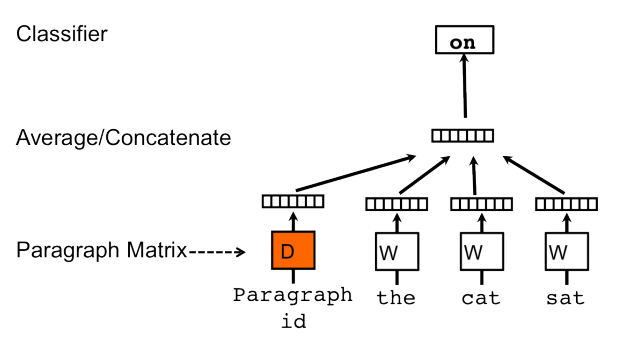 Classifier
on
Average/Concatenate
Paragraph Matrix
D
W
W
W
Paragraph
id
the
cat
sat